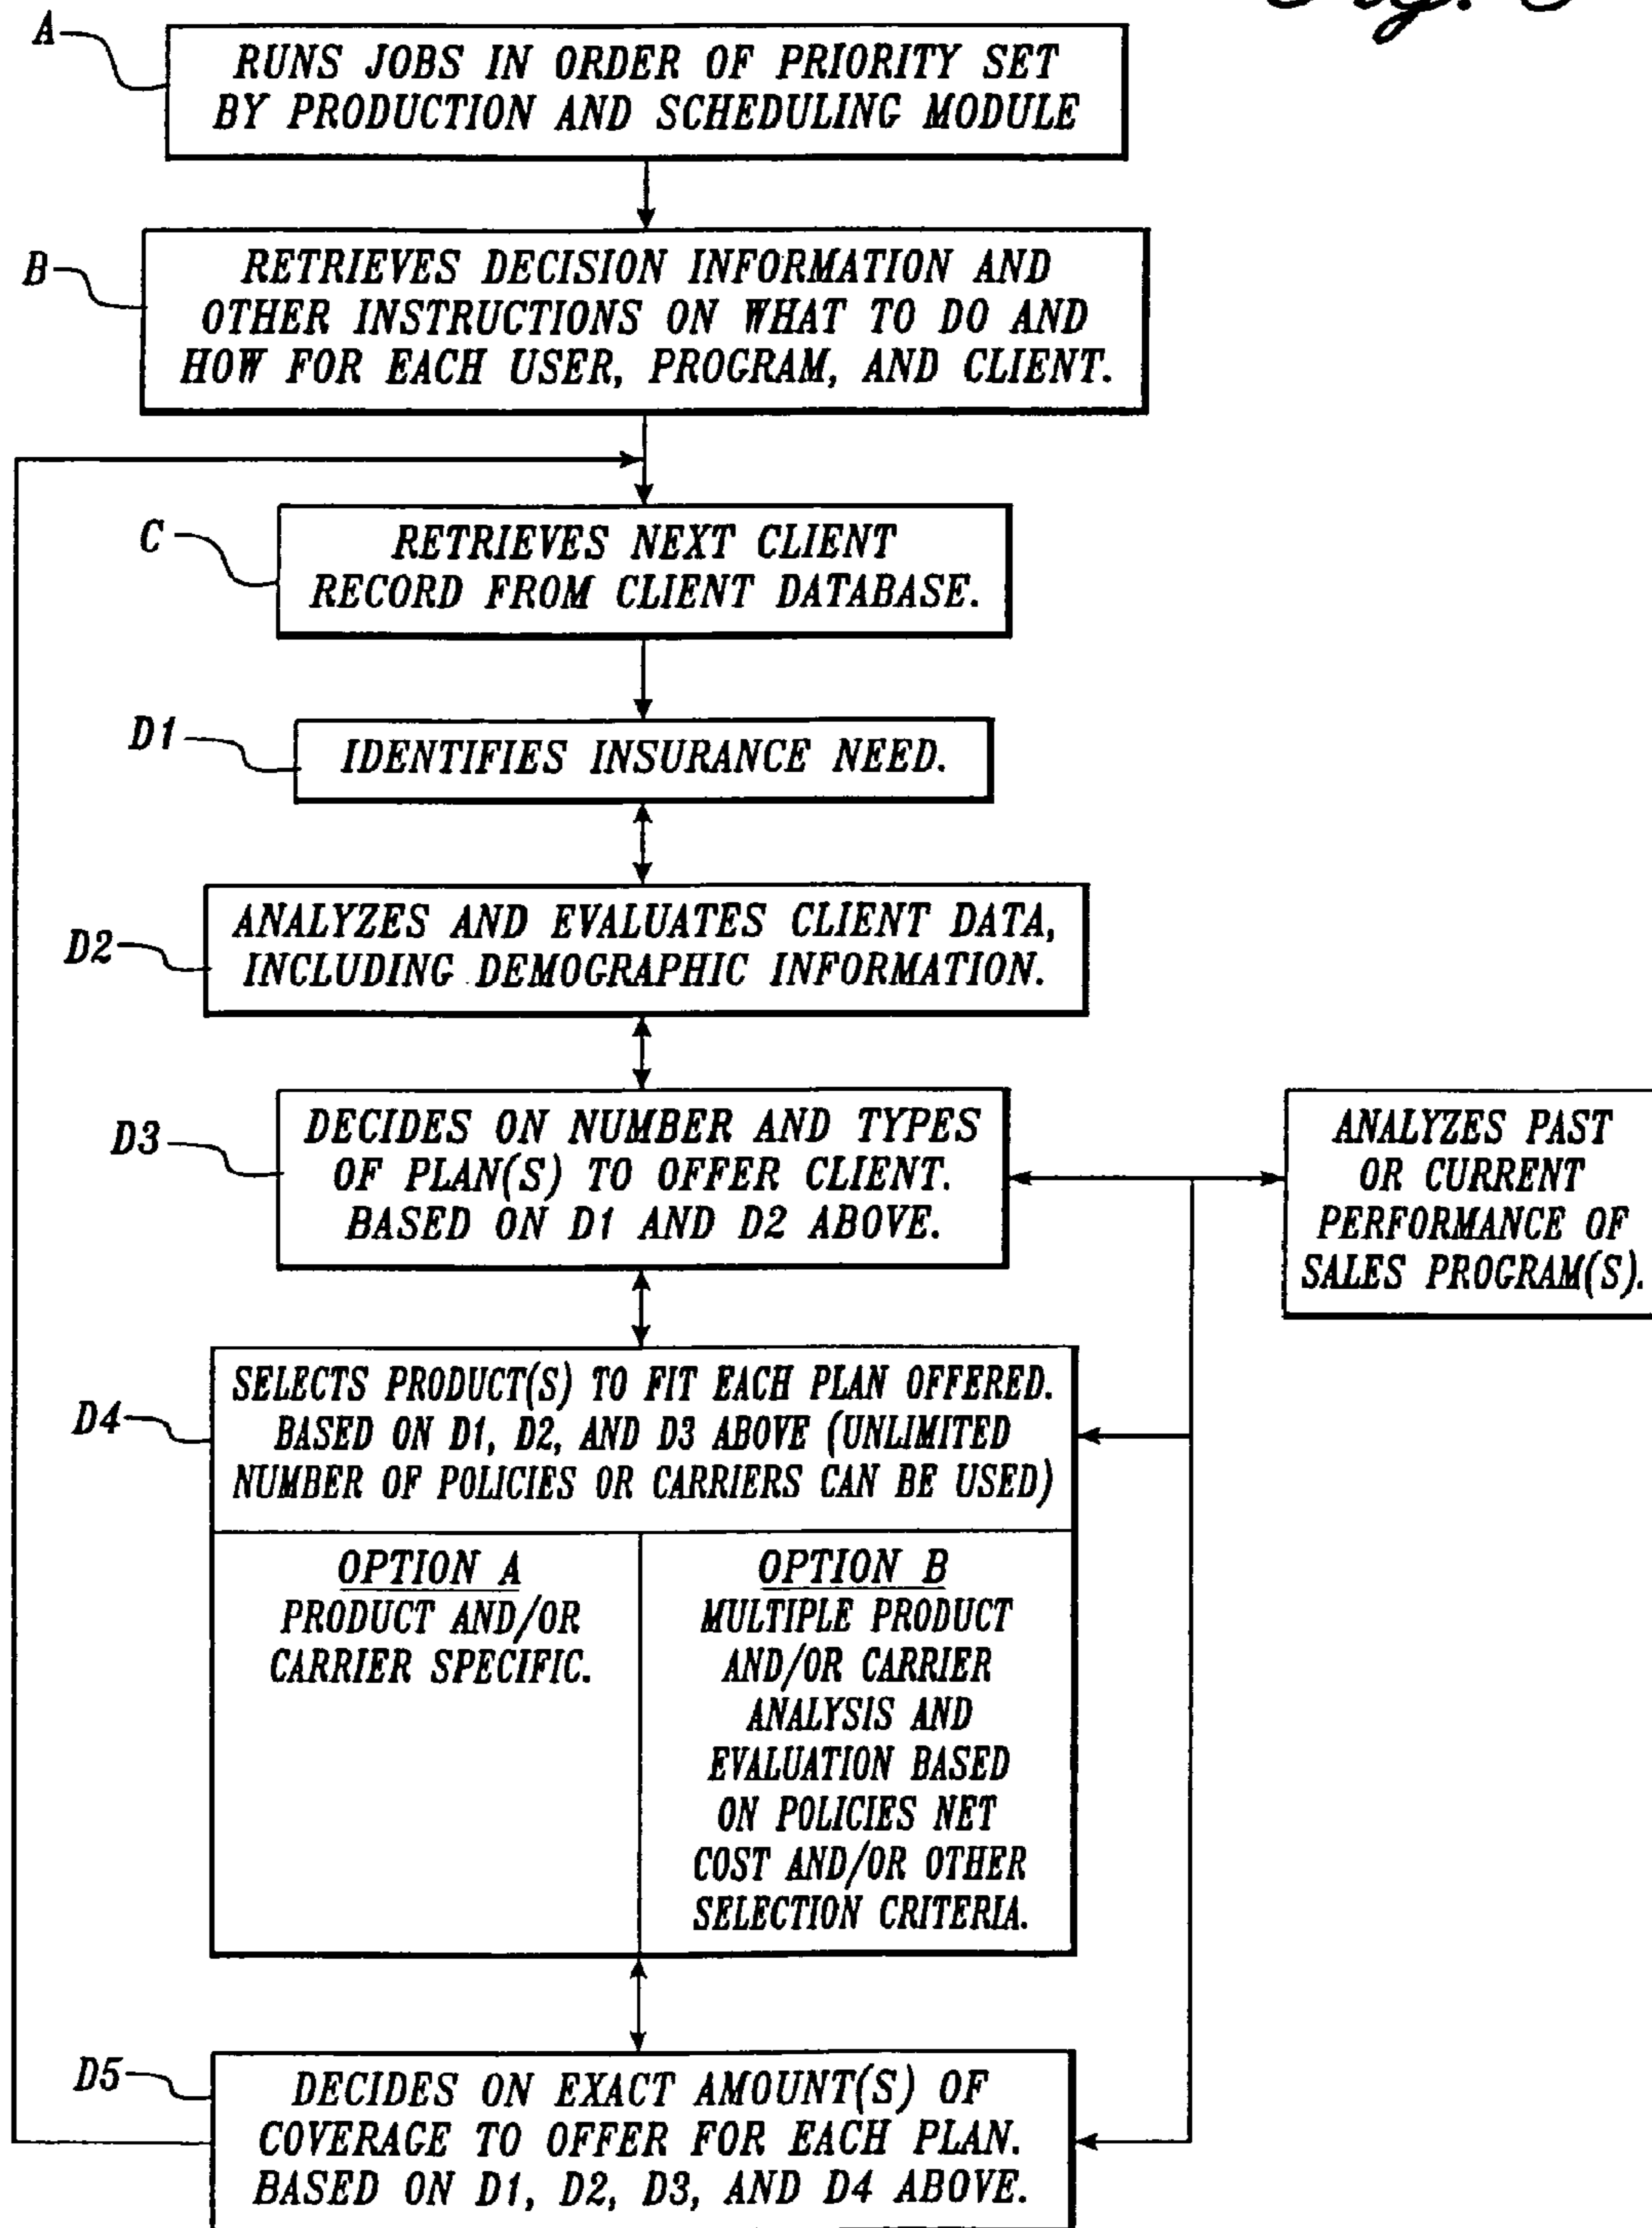 Fig.
A
RUNS JOBS IN ORDER OF PRIORITY SET
BY PRODUCTION AND SCHEDULING MODULE
B
RETRIEVES DECISION INFORMATION AND
OTHER INSTRUCTIONS ON WHAT TO DO AND
HOW FOR EACH USER, PROGRAM, AND CLIENT.
C
RETRIEVES NEXT CLIENT
RECORD FROM CLIENT DATABASE.
D1
IDENTIFIES INSURANCE NEED.
D2
ANALYZES AND EVALUATES CLIENT DATA,
INCLUDING DEMOGRAPHIC INFORMATION.
D3
DECIDES ON NUMBER AND TYPES
OF PLAN(S) TO OFFER CLIENT.
BASED ON D1 AND D2 ABOVE.
ANALYZES PAST
OR CURRENT
PERFORMANCE OF
SALES PROGRAM(S).
D4
SELECTS PRODUCT(S) TO FIT EACH PLAN OFFERED.
BASED ON D1, D2, AND D3 ABOVE (UNLIMITED
NUMBER OF POLICIES OR CARRIERS CAN BE USED)
OPTION A
PRODUCT AND/OR
CARRIER SPECIFIC.
OPTION B
MULTIPLE PRODUCT
AND/OR CARRIER
ANALYSIS AND
EVALUATION BASED
ON POLICIES NET
COST AND/OR OTHER
SELECTION CRITERIA.
D5
DECIDES ON EXACT AMOUNT(S) OF
COVERAGE TO OFFER FOR EACH PLAN.
BASED ON D1, D2, D3, AND D4 ABOVE.